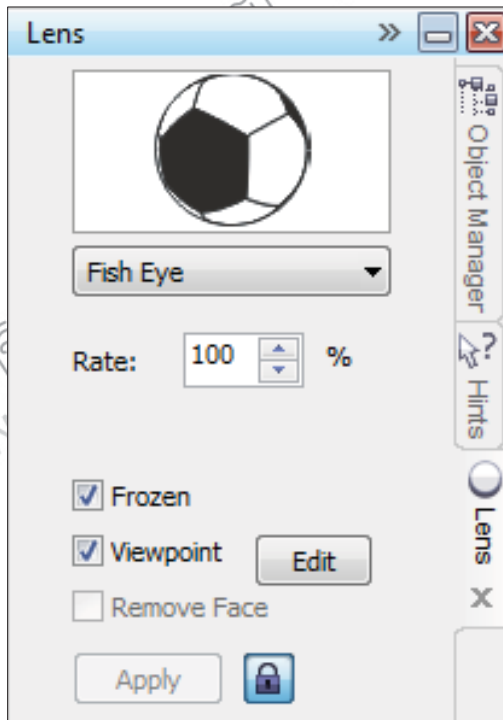 Lens
Object Manager
Fish Eye
Rate: 100 %
Hints
Frozen
Lens
Viewpoint Edit
Remove Face
Apply